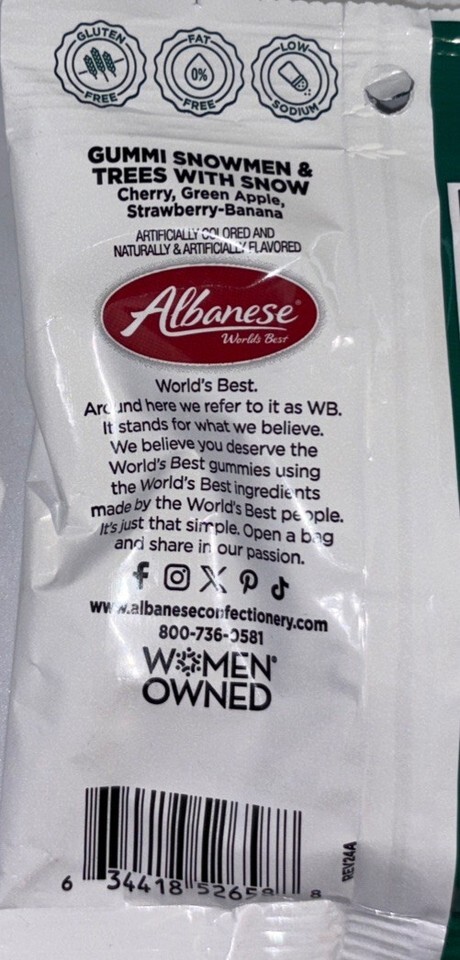 GLUTEN FREE
FAT 0% FREE
LOW SODIUM
GUMMI SNOWMEN &
TREES WITH SNOW
Cherry, Green Apple,
Strawberry-Banana
ARTIFICIALLY COLORED AND
NATURALLY & ARTIFICIALLY FLAVORED
Albanese®
World's Best
World's Best.
Around here we refer to it as WB.
It stands for what we believe.
We believe you deserve the
World's Best gummies using
the World's Best ingredients
made by the World's Best people.
It's just that simple. Open a bag
and share in our passion.
www.albaneseconfectionery.com
800-736-0581
WOMEN
OWNED
REV24A
6 34418 52658 8